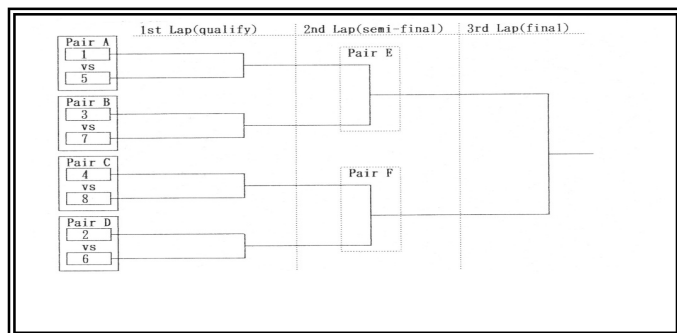 1st Lap(qualify)
2nd Lap(semi-final)
3rd Lap(final)
Pair A
1
vs
5
Pair B
3
vs
7
Pair C
4
vs
8
Pair D
2
vs
6
Pair E
Pair F